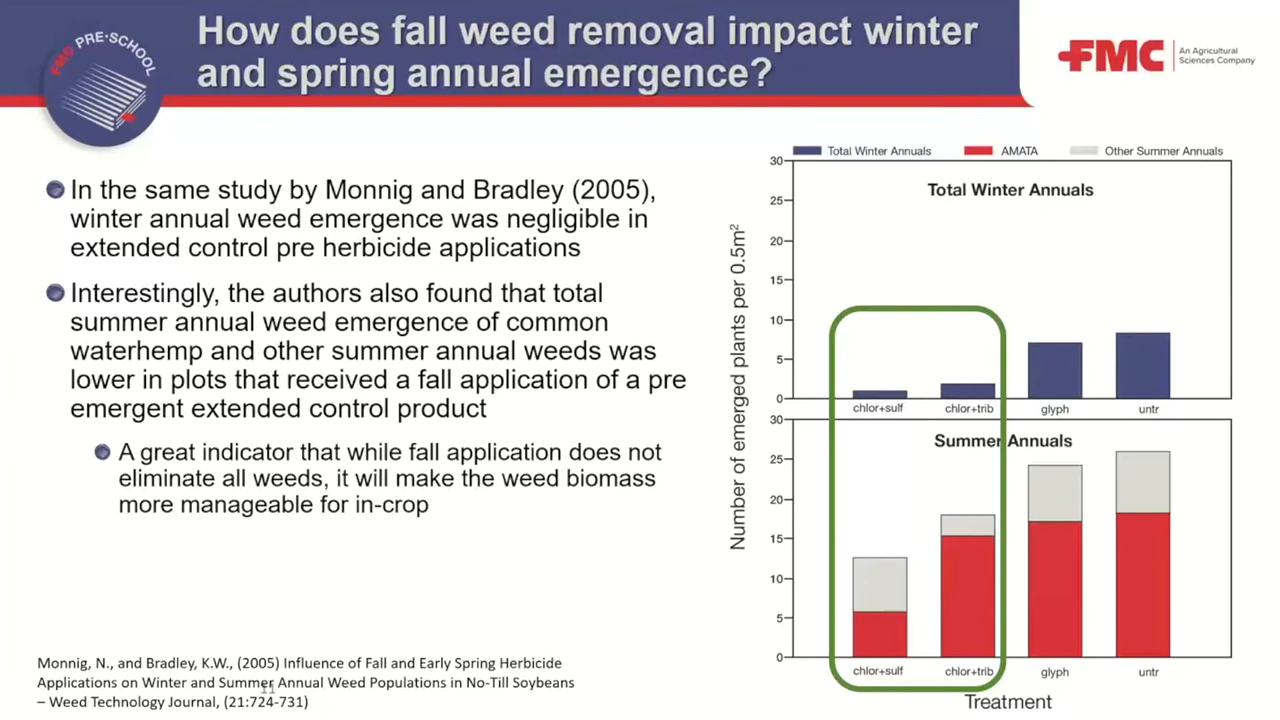 How does fall weed removal impact winter
and spring annual emergence?
FMC PRE•SCHOOL
FMC
An Agricultural
Sciences Company
In the same study by Monnig and Bradley (2005),
winter annual weed emergence was negligible in
extended control pre herbicide applications
Interestingly, the authors also found that total
summer annual weed emergence of common
waterhemp and other summer annual weeds was
lower in plots that received a fall application of a pre
emergent extended control product
A great indicator that while fall application does not
eliminate all weeds, it will make the weed biomass
more manageable for in-crop
Monnig, N., and Bradley, K.W., (2005) Influence of Fall and Early Spring Herbicide
Applications on Winter and Summer Annual Weed Populations in No-Till Soybeans
– Weed Technology Journal, (21:724-731)
11
Total Winter Annuals AMATA Other Summer Annuals
Number of emerged plants per 0.5m²
Total Winter Annuals
30
25
20
15
10
5
0
chlor+sulf chlor+trib glyph untr
Summer Annuals
30
25
20
15
10
5
0
chlor+sulf chlor+trib glyph untr
Treatment